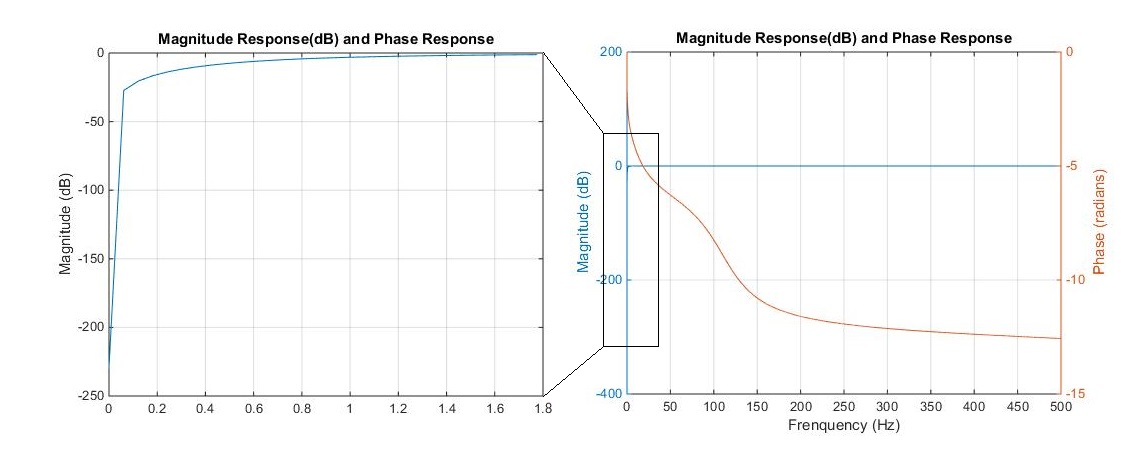 Magnitude Response(dB) and Phase Response
0
-50
-100
-150
-200
-250
Magnitude (dB)
0 0.2 0.4 0.6 0.8 1 1.2 1.4 1.6 1.8
Magnitude Response(dB) and Phase Response
200
0
-200
-400
Magnitude (dB)
0
-5
-10
-15
Phase (radians)
0 50 100 150 200 250 300 350 400 450 500
Frenquency (Hz)